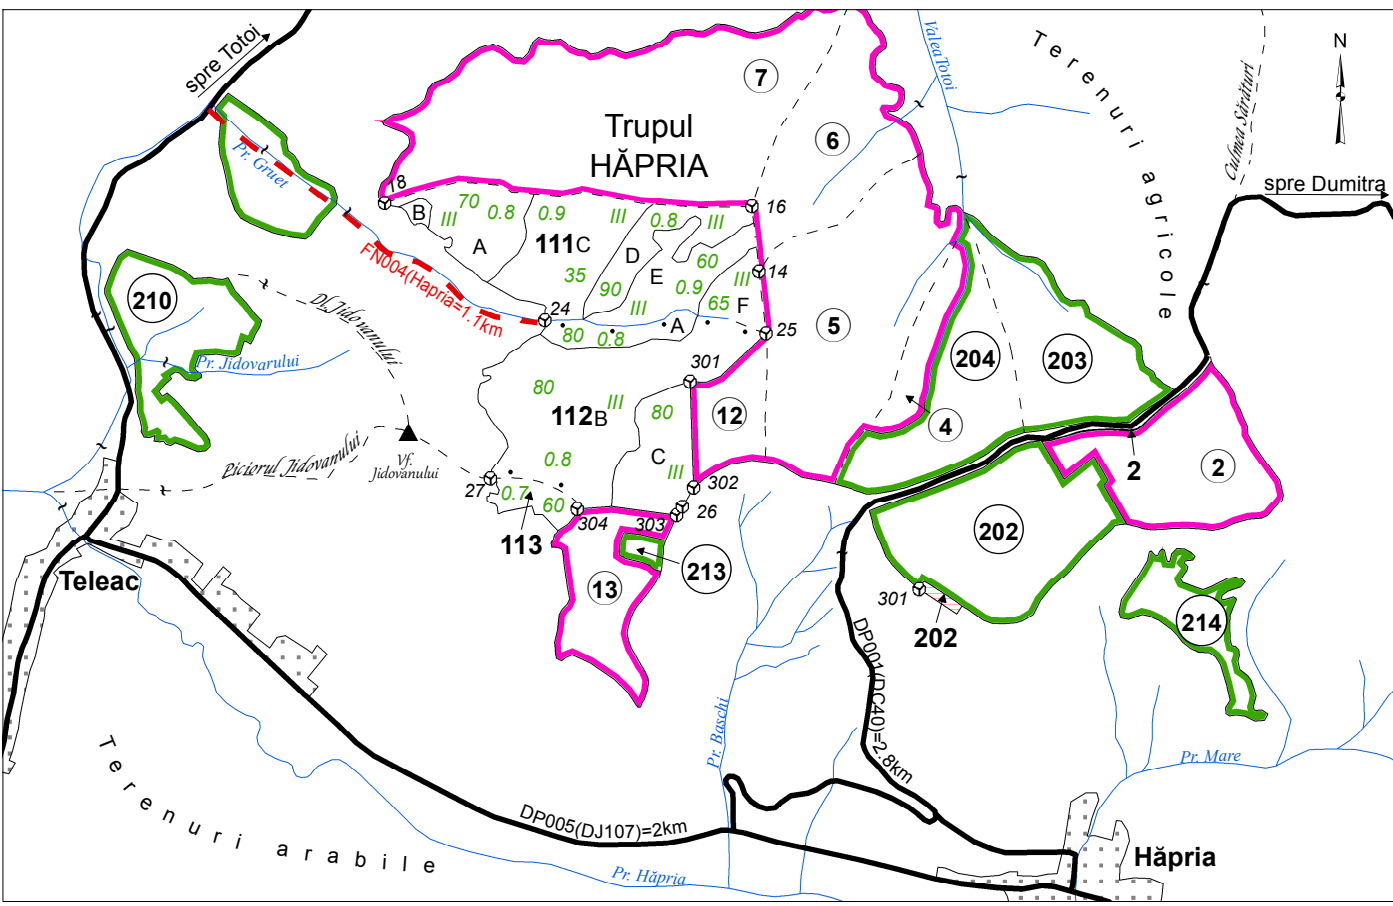 spre Totoi
Valea Totoi
Terenuri agricole
N
Culmea Sărături
7
Trupul
HĂPRIA
6
Pr. Gruet
18
spre Dumitra
B
III
70
0.8
0.9
III
0.8
III
16
A
111C
D
E
60
III
14
35
90
0.9
65
F
FN004(Hapria=1.1km
24
III
A
25
80
0.8
210
Dl. Jidovanului
5
Pr. Jidovarului
301
204
203
80
III
80
112B
12
4
Piciorul Jidovanului
Vf.
Jidovanului
0.8
C
III
2
2
27
0.7
60
302
304
303
26
113
202
213
13
301
202
214
Teleac
DP001(DC40)=2.8km
Pr. Baschi
Pr. Mare
Terenuri arabile
DP005(DJ107)=2km
Hăpria
Pr. Hăpria